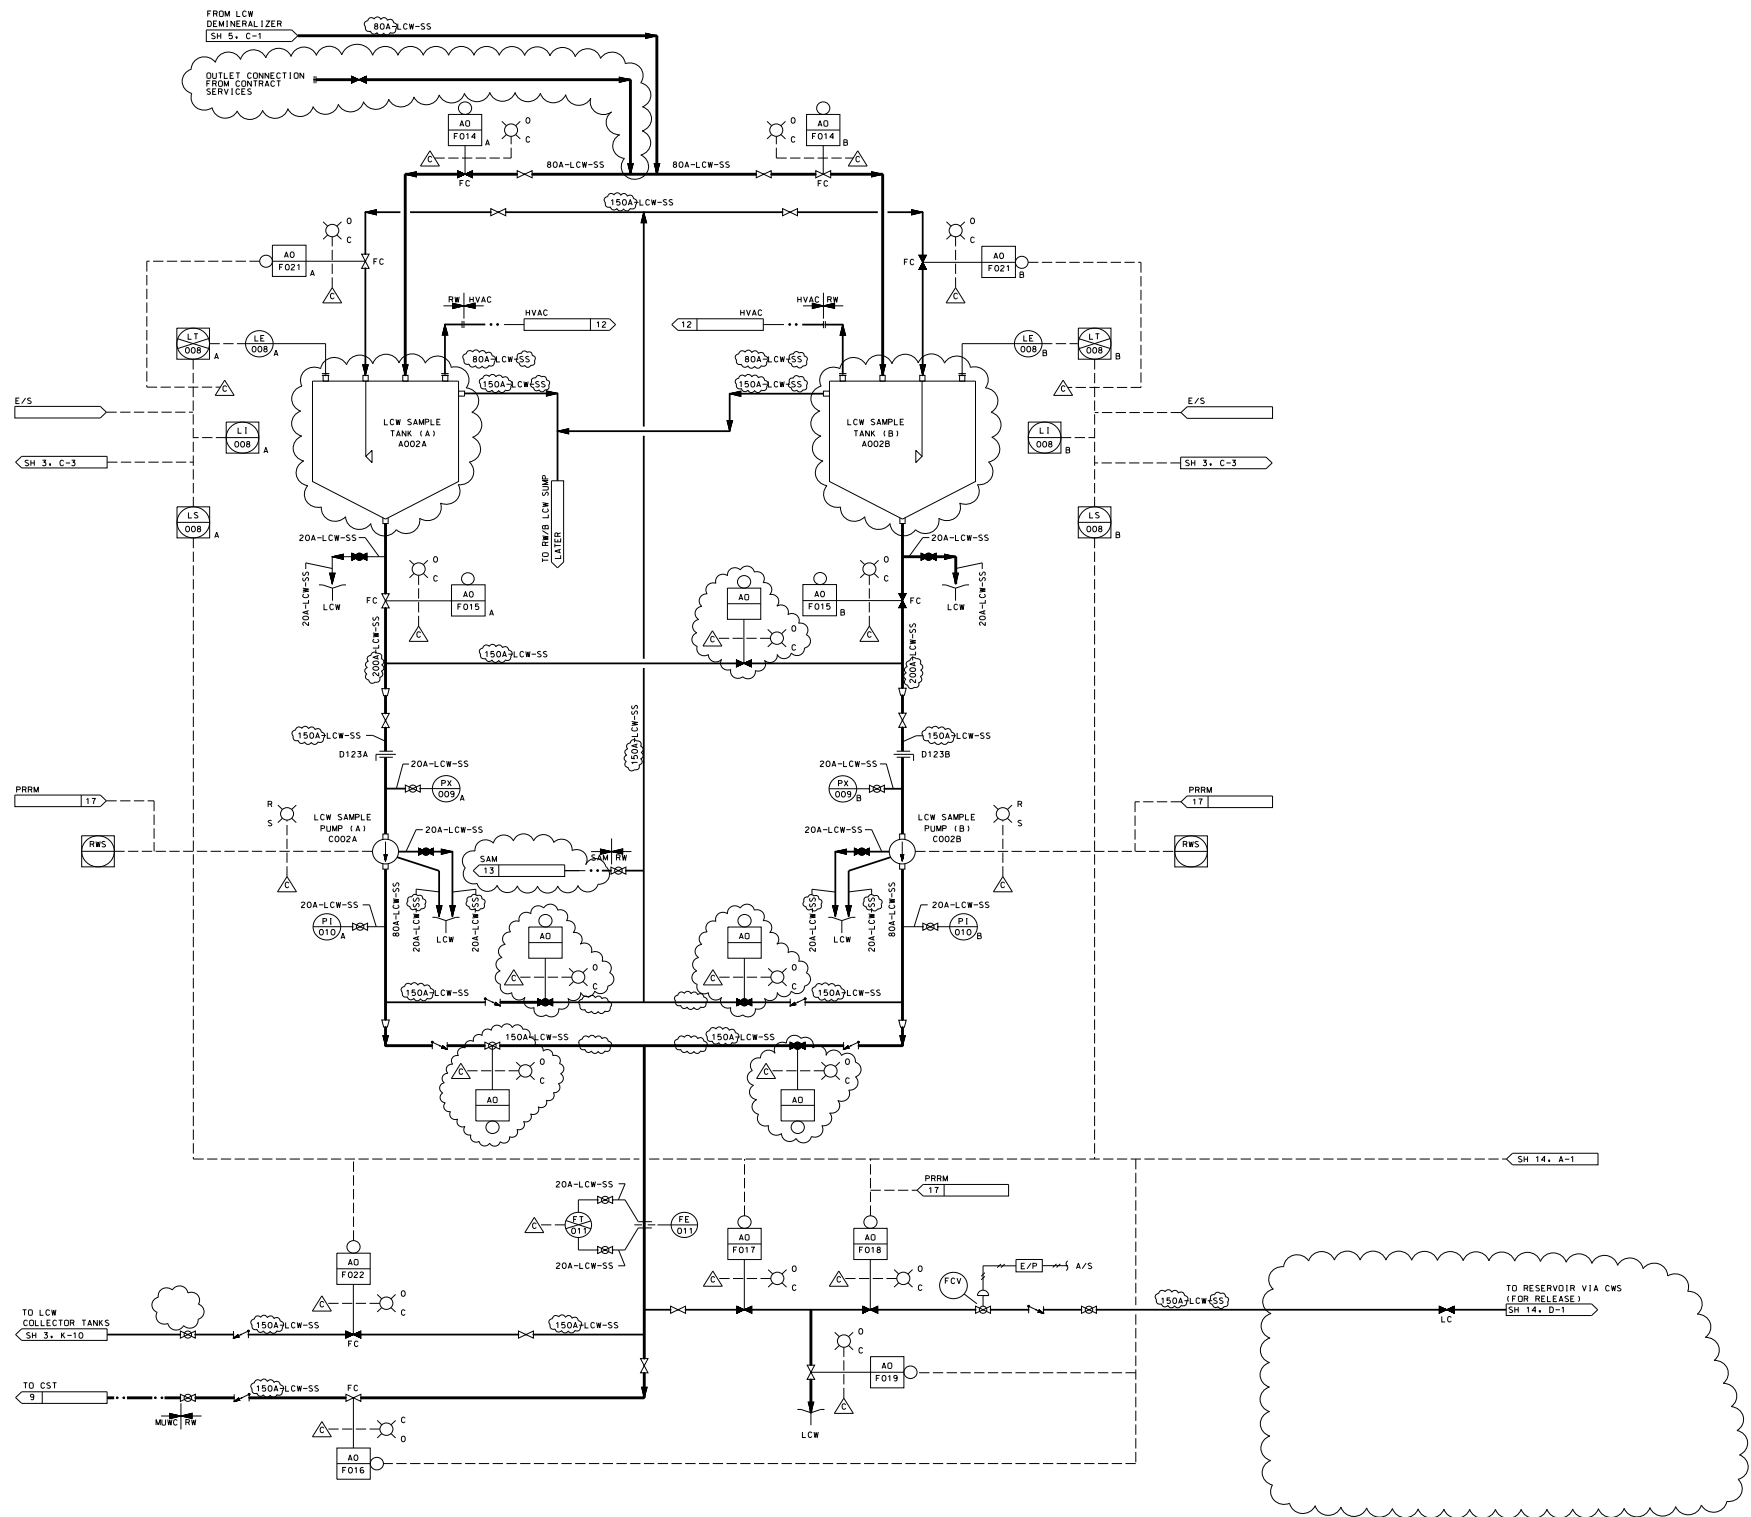 FROM LCW
DEMINERALIZER
SH 5. C-1
80A-LCW-SS
OUTLET CONNECTION
FROM CONTRACT
SERVICES
AO
F014
A
O
C
C
FC
80A-LCW-SS
80A-LCW-SS
O
C
C
AO
F014
B
FC
150A-LCW-SS
O
C
AO
F021
A
FC
C
O
C
FC
AO
F021
B
C
RW
HVAC
HVAC
12
HVAC
RW
HVAC
12
LT
008
A
LE
008
A
LE
008
B
LT
008
B
80A-LCW-SS
80A-LCW-SS
C
150A-LCW-SS
150A-LCW-SS
C
E/S
E/S
LI
008
A
LCW SAMPLE
TANK (A)
A002A
LCW SAMPLE
TANK (B)
A002B
LI
008
B
SH 3. C-3
SH 3. C-3
TO RW/B LCW SUMP
LATER
LS
008
A
LS
008
B
20A-LCW-SS
20A-LCW-SS
20A-LCW-SS
LCW
O
C
AO
F015
A
FC
C
AO
O
C
C
AO
F015
B
O
C
FC
C
LCW
20A-LCW-SS
200A-LCW-SS
150A-LCW-SS
200A-LCW-SS
150A-LCW-SS
D123A
150A-LCW-SS
150A-LCW-SS
D123B
20A-LCW-SS
PX
009
A
20A-LCW-SS
PX
009
B
PRRM
17
PRRM
17
R
S
C
RWS
LCW SAMPLE
PUMP (A)
C002A
20A-LCW-SS
SAM
13
SAM
RW
20A-LCW-SS
LCW SAMPLE
PUMP (B)
C002B
R
S
C
RWS
20A-LCW-SS
PI
010
A
80A-LCW-SS
20A-LCW-SS
LCW
20A-LCW-SS
20A-LCW-SS
LCW
20A-LCW-SS
80A-LCW-SS
20A-LCW-SS
PI
010
B
AO
C
O
C
AO
C
O
C
150A-LCW-SS
150A-LCW-SS
150A-LCW-SS
150A-LCW-SS
C
O
C
AO
C
O
C
AO
SH 14. A-1
20A-LCW-SS
C
FT
011
FE
011
20A-LCW-SS
PRRM
17
AO
F022
C
O
C
AO
F017
C
O
C
AO
F018
C
O
C
FCV
E/P
A/S
TO RESERVOIR VIA CWS
(FOR RELEASE)
SH 14. D-1
150A-LCW-SS
LC
TO LCW
COLLECTOR TANKS
SH 3. K-10
150A-LCW-SS
FC
150A-LCW-SS
O
C
AO
F019
C
LCW
TO CST
9
MUWC
RW
150A-LCW-SS
FC
C
C
O
AO
F016